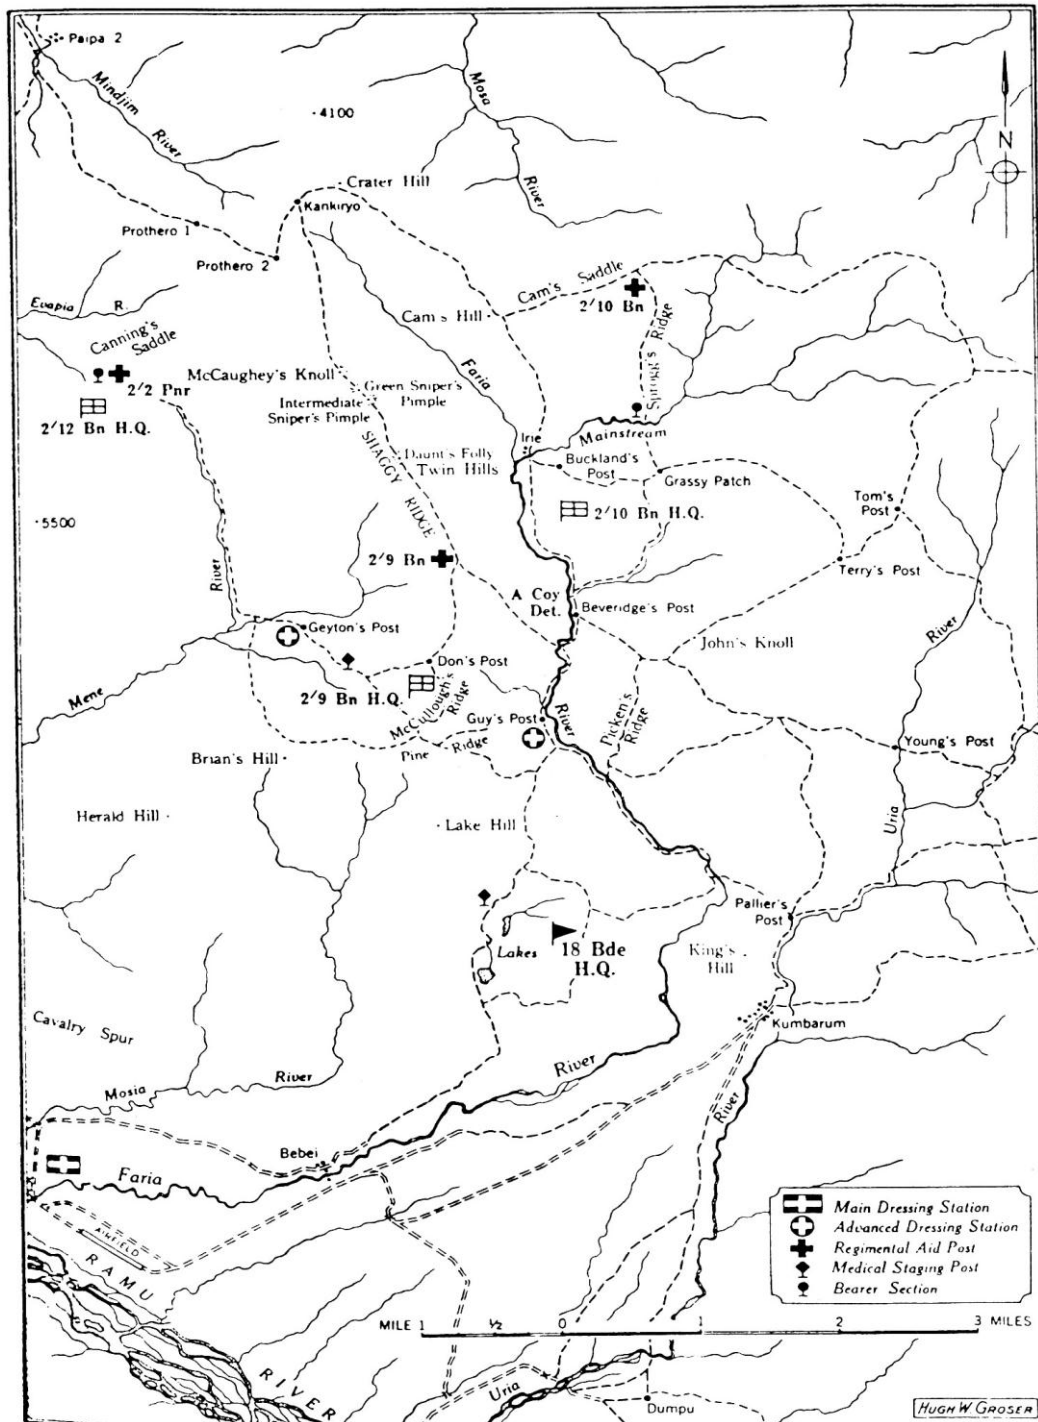 Paipa 2
Mindjim
River
Mosa
River
·4100
N
Crater Hill
Kankiryo
Prothero 1
Prothero 2
Evapia R.
Cam's Saddle
2/10 Bn
Cam's Hill
Faria
Canning's
Saddle
2/2 Pnr
2/12 Bn H.Q.
McCaughey's Knoll
Green Sniper's
Pimple
Intermediate
Sniper's Pimple
Sprogg's Ridge
Mainstream
Irie
Daunt's Folly
Twin Hills
SHAGGY RIDGE
Buckland's
Post
Grassy Patch
2/10 Bn H.Q.
Tom's
Post
·5500
River
2/9 Bn
Terry's Post
A Coy
Det.
Beveridge's Post
River
Geyton's Post
John's Knoll
Don's Post
2/9 Bn H.Q.
McCullough's
Ridge
Mene
Guy's Post
River
Picken's
Ridge
Pine Ridge
Brian's Hill
Young's Post
Herald Hill
Lake Hill
Uria
Pallier's
Post
Lakes
18 Bde
H.Q.
King's
Hill
Cavalry Spur
Kumbarum
Mosia River
River
River
Bebei
Faria
AIRFIELD
RAMU
RIVER
Main Dressing Station
Advanced Dressing Station
Regimental Aid Post
Medical Staging Post
Bearer Section
MILE 1 ½ 0 1 2 3 MILES
Uria
Dumpu
HUGH W. GROSER